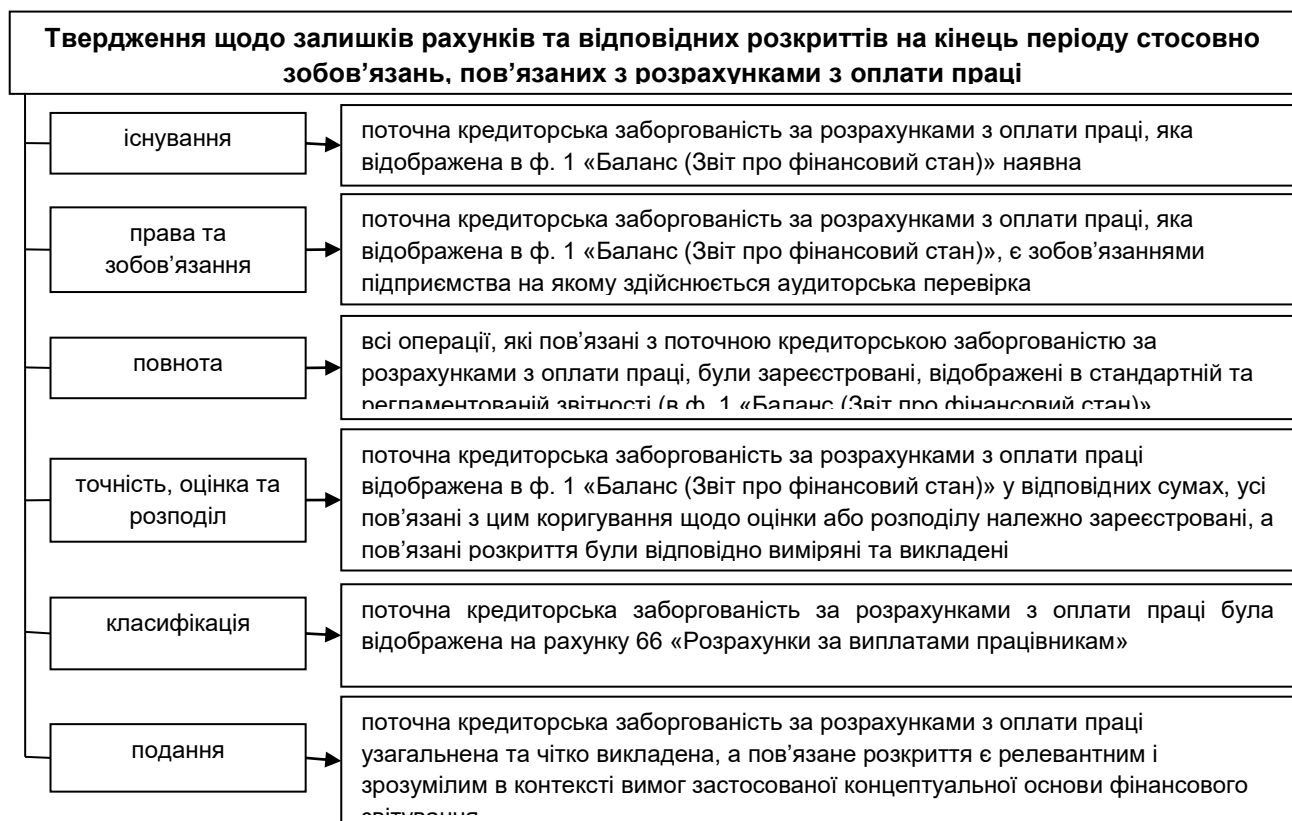 Твердження щодо залишків рахунків та відповідних розкриттів на кінець періоду стосовно
зобов’язань, пов’язаних з розрахунками з оплати праці
існування
поточна кредиторська заборгованість за розрахунками з оплати праці, яка
відображена в ф. 1 «Баланс (Звіт про фінансовий стан)» наявна
права та
зобов’язання
поточна кредиторська заборгованість за розрахунками з оплати праці, яка
відображена в ф. 1 «Баланс (Звіт про фінансовий стан)», є зобов’язаннями
підприємства на якому здійснюється аудиторська перевірка
повнота
всі операції, які пов’язані з поточною кредиторською заборгованістю за
розрахунками з оплати праці, були зареєстровані, відображені в стандартній та
регламентованій звітності (в ф. 1 «Баланс (Звіт про фінансовий стан)»
точність, оцінка та
розподіл
поточна кредиторська заборгованість за розрахунками з оплати праці
відображена в ф. 1 «Баланс (Звіт про фінансовий стан)» у відповідних сумах, усі
пов’язані з цим коригування щодо оцінки або розподілу належно зареєстровані, а
пов’язані розкриття були відповідно виміряні та викладені
класифікація
поточна кредиторська заборгованість за розрахунками з оплати праці була
відображена на рахунку 66 «Розрахунки за виплатами працівникам»
подання
поточна кредиторська заборгованість за розрахунками з оплати праці
узагальнена та чітко викладена, а пов’язане розкриття є релевантним і
зрозумілим в контексті вимог застосованої концептуальної основи фінансового
звітування